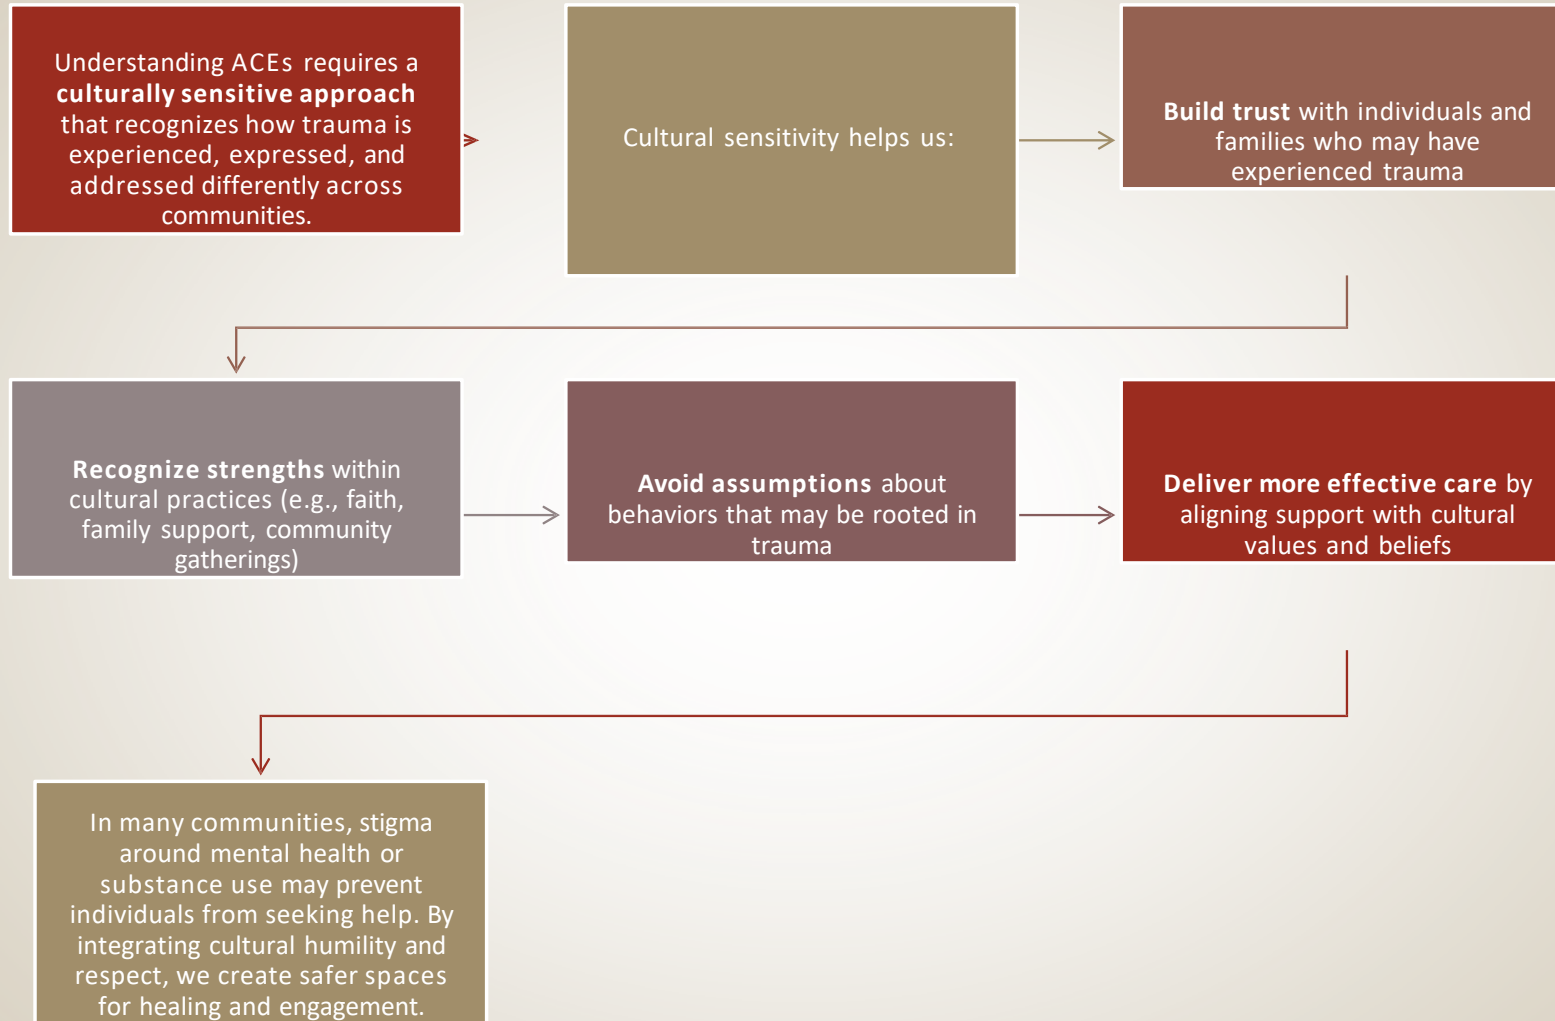 Understanding ACEs requires a
culturally sensitive approach
that recognizes how trauma is
experienced, expressed, and
addressed differently across
communities.
Cultural sensitivity helps us:
Build trust with individuals and
families who may have
experienced trauma
Recognize strengths within
cultural practices (e.g., faith,
family support, community
gatherings)
Avoid assumptions about
behaviors that may be rooted in
trauma
Deliver more effective care by
aligning support with cultural
values and beliefs
In many communities, stigma
around mental health or
substance use may prevent
individuals from seeking help. By
integrating cultural humility and
respect, we create safer spaces
for healing and engagement.